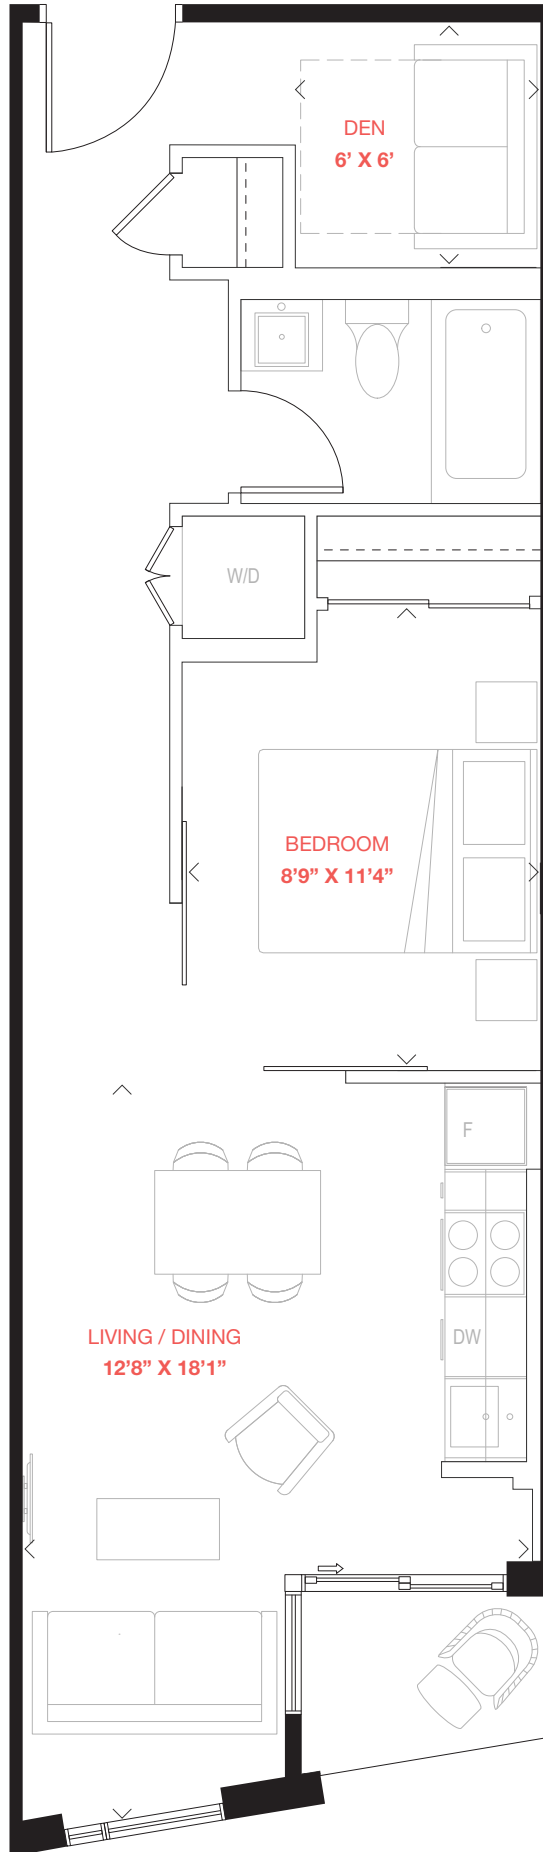 DEN
6’ X 6’
W/D
BEDROOM
8’9” X 11’4”
F
LIVING / DINING
12’8” X 18’1”
DW